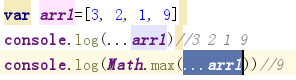 var arr1=[3, 2, 1, 9]
console.log(...arr1)//3 2 1 9
console.log(Math.max(...arr1))//9